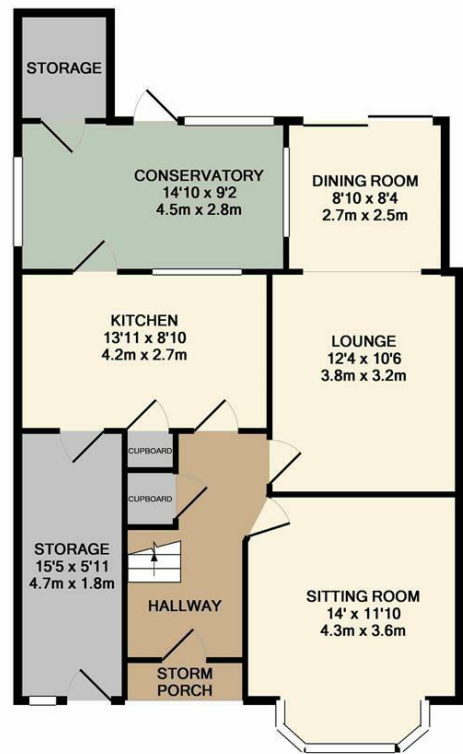 STORAGE
CONSERVATORY
14'10 x 9'2
4.5m x 2.8m
DINING ROOM
8'10 x 8'4
2.7m x 2.5m
KITCHEN
13'11 x 8'10
4.2m x 2.7m
LOUNGE
12'4 x 10'6
3.8m x 3.2m
CUPBOARD
CUPBOARD
STORAGE
15'5 x 5'11
4.7m x 1.8m
HALLWAY
SITTING ROOM
14' x 11'10
4.3m x 3.6m
STORM
PORCH